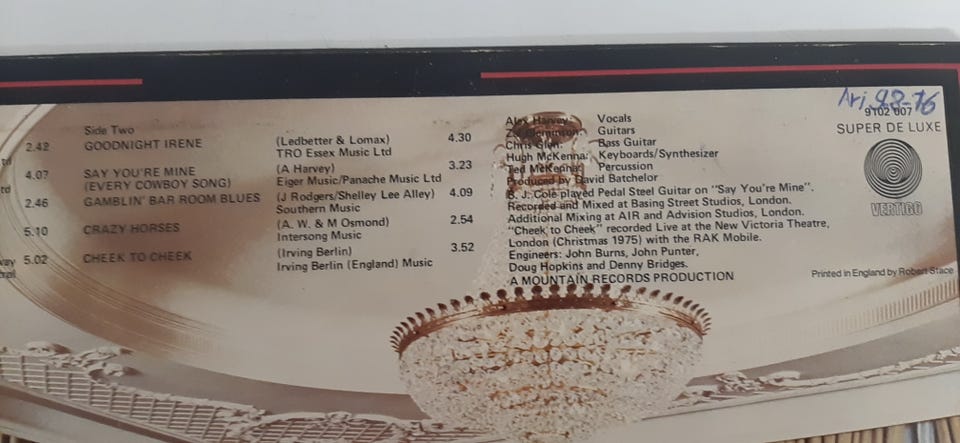 2.42
4.07
2.46
5.10
5.02
Side Two
GOODNIGHT IRENE (Ledbetter & Lomax) 4.30
TRO Essex Music Ltd
SAY YOU'RE MINE (A Harvey) 3.23
(EVERY COWBOY SONG) Eiger Music/Panache Music Ltd
GAMBLIN' BAR ROOM BLUES (J Rodgers/Shelley Lee Alley) 4.09
Southern Music
CRAZY HORSES (A. W. & M Osmond) 2.54
Intersong Music
CHEEK TO CHEEK (Irving Berlin) 3.52
Irving Berlin (England) Music
Alex Harvey: Vocals
Zal Cleminson: Guitars
Chris Glen: Bass Guitar
Hugh McKenna: Keyboards/Synthesizer
Ted McKenna: Percussion
Produced by David Batchelor
B. J. Cole played Pedal Steel Guitar on "Say You're Mine".
Recorded and Mixed at Basing Street Studios, London.
Additional Mixing at AIR and Advision Studios, London.
"Cheek to Cheek" recorded Live at the New Victoria Theatre,
London (Christmas 1975) with the RAK Mobile.
Engineers: John Burns, John Punter,
Doug Hopkins and Denny Bridges.
A MOUNTAIN RECORDS PRODUCTION
9102 007
SUPER DE LUXE
VERTIGO
Printed in England by Robert Stace